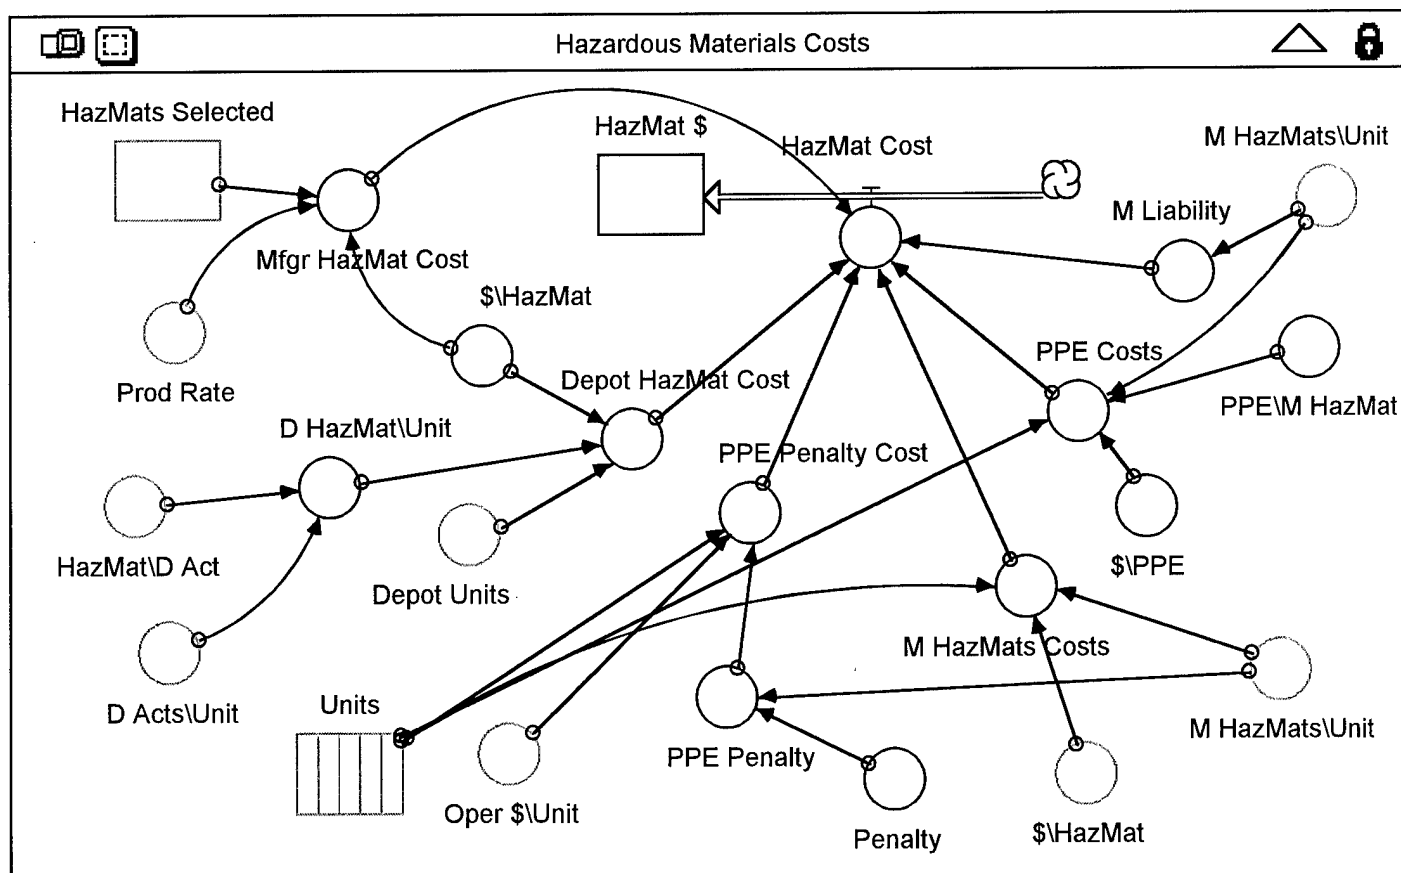 Hazardous Materials Costs
HazMats Selected
HazMat $
HazMat Cost
M HazMats\Unit
M Liability
Mfgr HazMat Cost
$\HazMat
Prod Rate
Depot HazMat Cost
PPE Costs
PPE\M HazMat
D HazMat\Unit
PPE Penalty Cost
HazMat\D Act
Depot Units
$\PPE
M HazMats Costs
D Acts\Unit
Units
M HazMats\Unit
PPE Penalty
Oper $\Unit
Penalty
$\HazMat